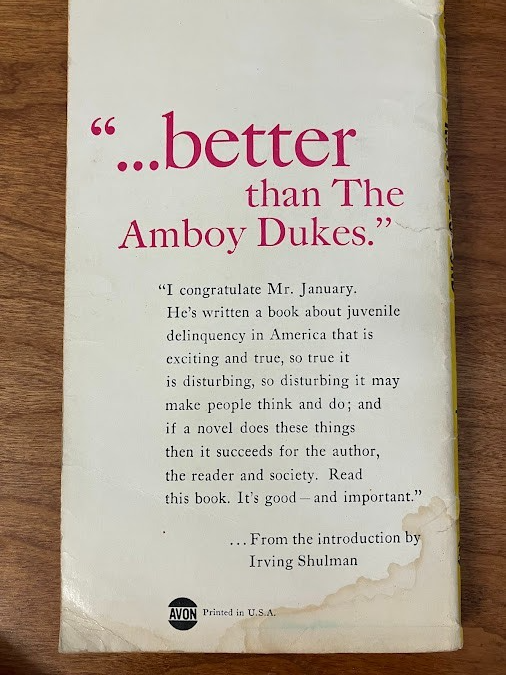 “...better
than The
Amboy Dukes.”
“I congratulate Mr. January.
He's written a book about juvenile
delinquency in America that is
exciting and true, so true it
is disturbing, so disturbing it may
make people think and do; and
if a novel does these things
then it succeeds for the author,
the reader and society. Read
this book. It's good—and important.”
...From the introduction by
Irving Shulman
AVON Printed in U.S.A.